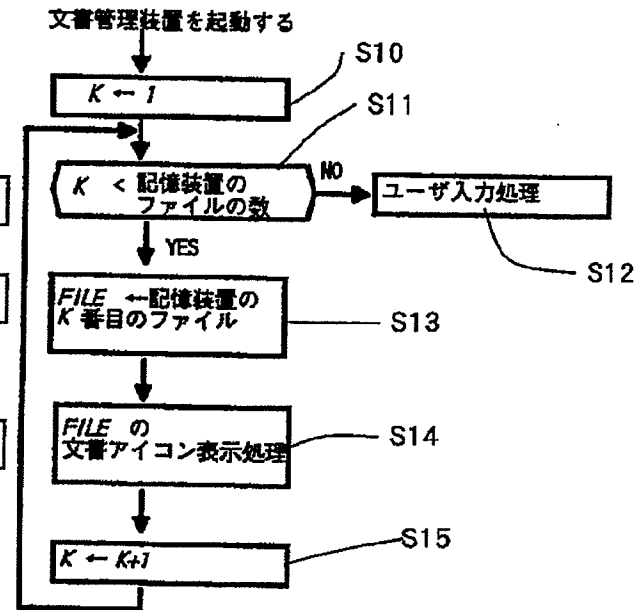 文書管理装置を起動する
S10
K ← 1
S11
K < 記憶装置の
ファイルの数
NO
ユーザ入力処理
S12
YES
FILE ←記憶装置の
K 番目のファイル
S13
FILE の
文書アイコン表示処理
S14
K ← K+1
S15